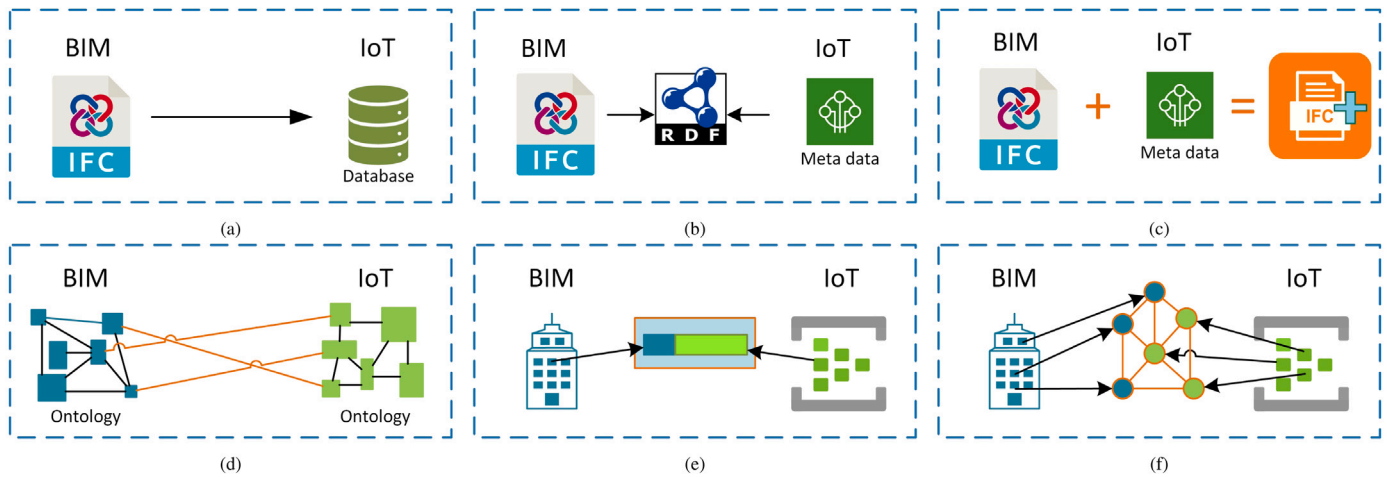 BIM
IoT
IFC
Database
(a)
BIM
IoT
IFC
RDF
Meta data
(b)
BIM
IoT
IFC
+
Meta data
=
IFC
(c)
BIM
IoT
Ontology
Ontology
(d)
BIM
IoT
(e)
BIM
IoT
(f)